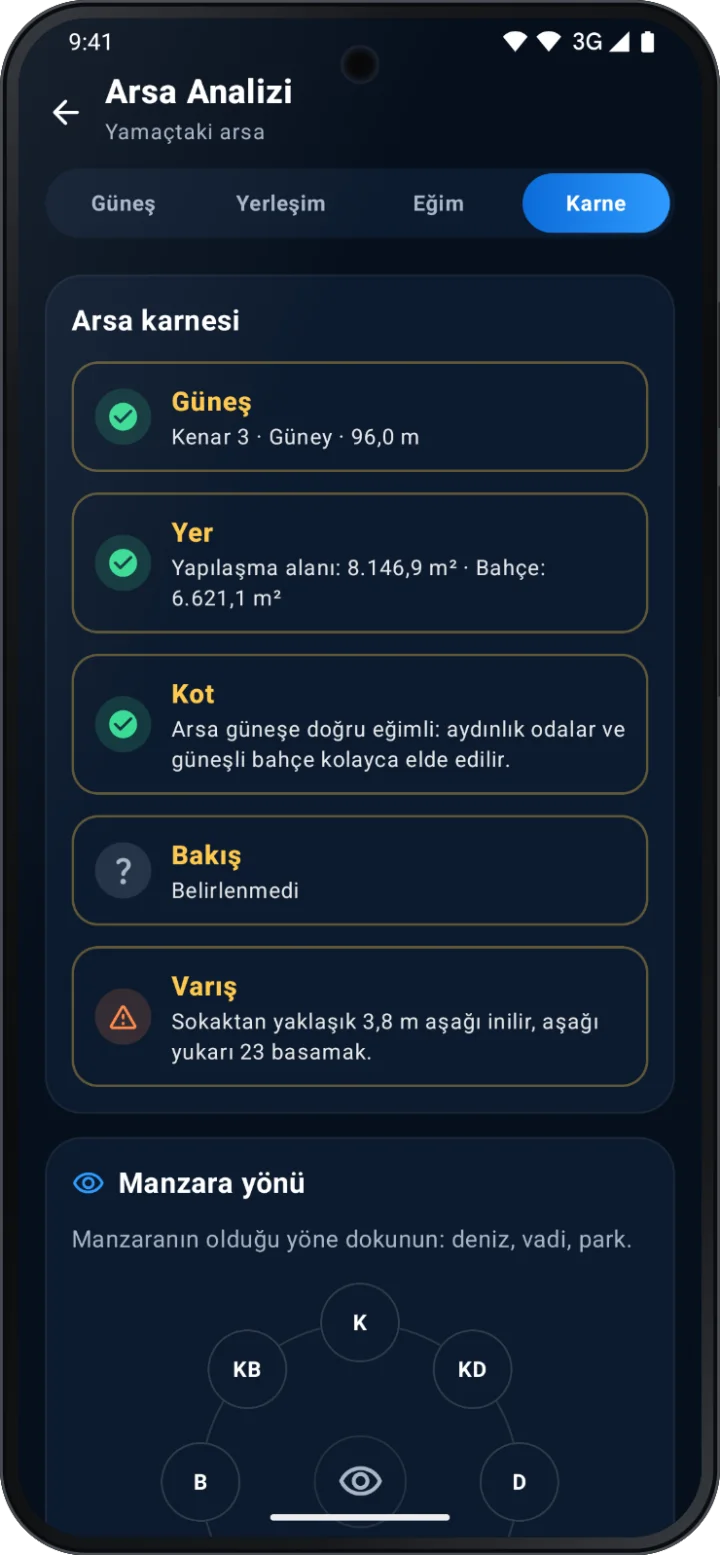 9:41
3G
Arsa Analizi
Yamaçtaki arsa
Güneş
Yerleşim
Eğim
Karne
Arsa karnesi
Güneş
Kenar 3 · Güney · 96,0 m
Yer
Yapılaşma alanı: 8.146,9 m² · Bahçe:
6.621,1 m²
Kot
Arsa güneşe doğru eğimli: aydınlık odalar ve
güneşli bahçe kolayca elde edilir.
?
Bakış
Belirlenmedi
Varış
Sokaktan yaklaşık 3,8 m aşağı inilir, aşağı
yukarı 23 basamak.
Manzara yönü
Manzaranın olduğu yöne dokunun: deniz, vadi, park.
K
KB
KD
B
D